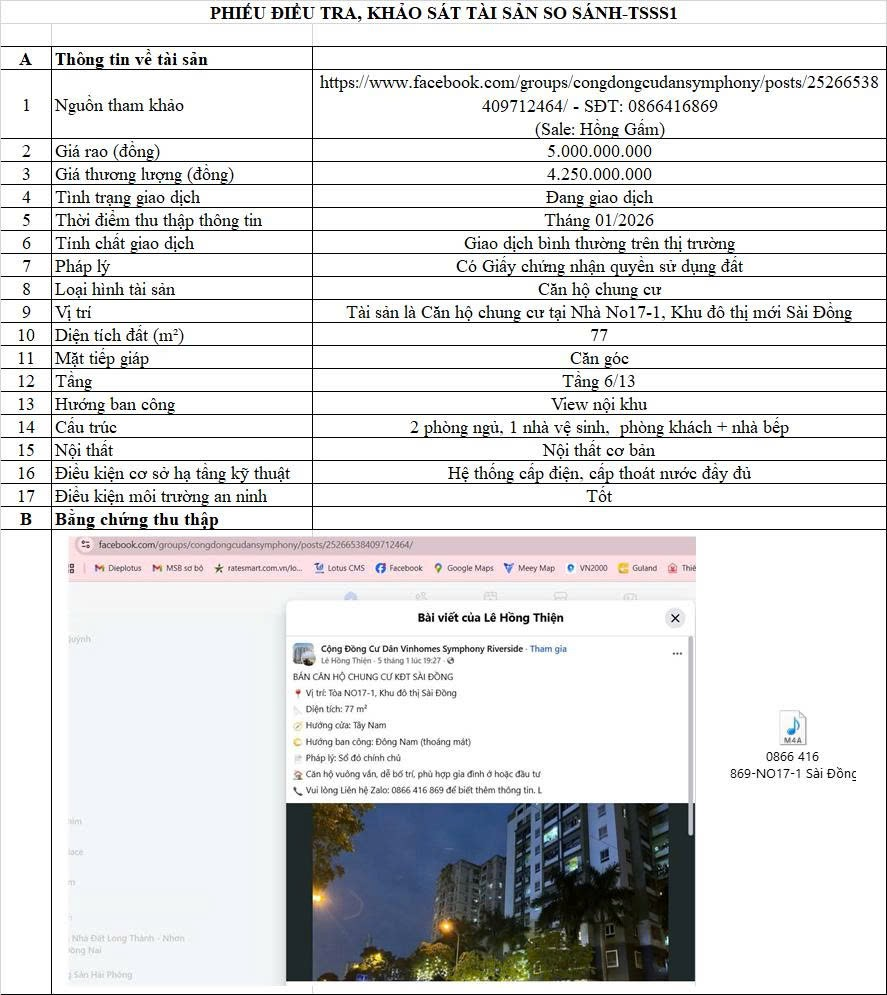 PHIẾU ĐIỀU TRA, KHẢO SÁT TÀI SẢN SO SÁNH-TSSS1
A Thông tin về tài sản
1 Nguồn tham khảo https://www.facebook.com/groups/congdongcudansymphony/posts/25266538
409712464/ - SĐT: 0866416869
(Sale: Hồng Gấm)
2 Giá rao (đồng) 5.000.000.000
3 Giá thương lượng (đồng) 4.250.000.000
4 Tình trạng giao dịch Đang giao dịch
5 Thời điểm thu thập thông tin Tháng 01/2026
6 Tính chất giao dịch Giao dịch bình thường trên thị trường
7 Pháp lý Có Giấy chứng nhận quyền sử dụng đất
8 Loại hình tài sản Căn hộ chung cư
9 Vị trí Tài sản là Căn hộ chung cư tại Nhà No17-1, Khu đô thị mới Sài Đồng
10 Diện tích đất (m²) 77
11 Mặt tiếp giáp Căn góc
12 Tầng Tầng 6/13
13 Hướng ban công View nội khu
14 Cấu trúc 2 phòng ngủ, 1 nhà vệ sinh, phòng khách + nhà bếp
15 Nội thất Nội thất cơ bản
16 Điều kiện cơ sở hạ tầng kỹ thuật Hệ thống cấp điện, cấp thoát nước đầy đủ
17 Điều kiện môi trường an ninh Tốt
B Bằng chứng thu thập
facebook.com/groups/congdongcudansymphony/posts/25266538409712464/
Dieplotus MSB sơ bộ ratesmart.com.vn/lo... Lotus CMS Facebook Google Maps Meey Map VN2000 Guland Thiê
Bài viết của Lê Hồng Thiện
Quỳnh
Cộng Đồng Cư Dân Vinhomes Symphony Riverside · Tham gia
Lê Hồng Thiện · 5 tháng 1 lúc 19:27 ·
BÁN CĂN HỘ CHUNG CƯ KĐT SÀI ĐỒNG
Vị trí: Tòa NO17-1, Khu đô thị Sài Đồng
Diện tích: 77 m²
Hướng cửa: Tây Nam
Hướng ban công: Đông Nam (thoáng mát)
Pháp lý: Sổ đỏ chính chủ
Căn hộ vuông vắn, dễ bố trí, phù hợp gia đình ở hoặc đầu tư
Vui lòng Liên hệ Zalo: 0866 416 869 để biết thêm thông tin. L
M4A
0866 416
869-NO17-1 Sài Đồng
Nhà Đất Long Thành - Nhơn
Đồng Nai
g Sản Hải Phòng